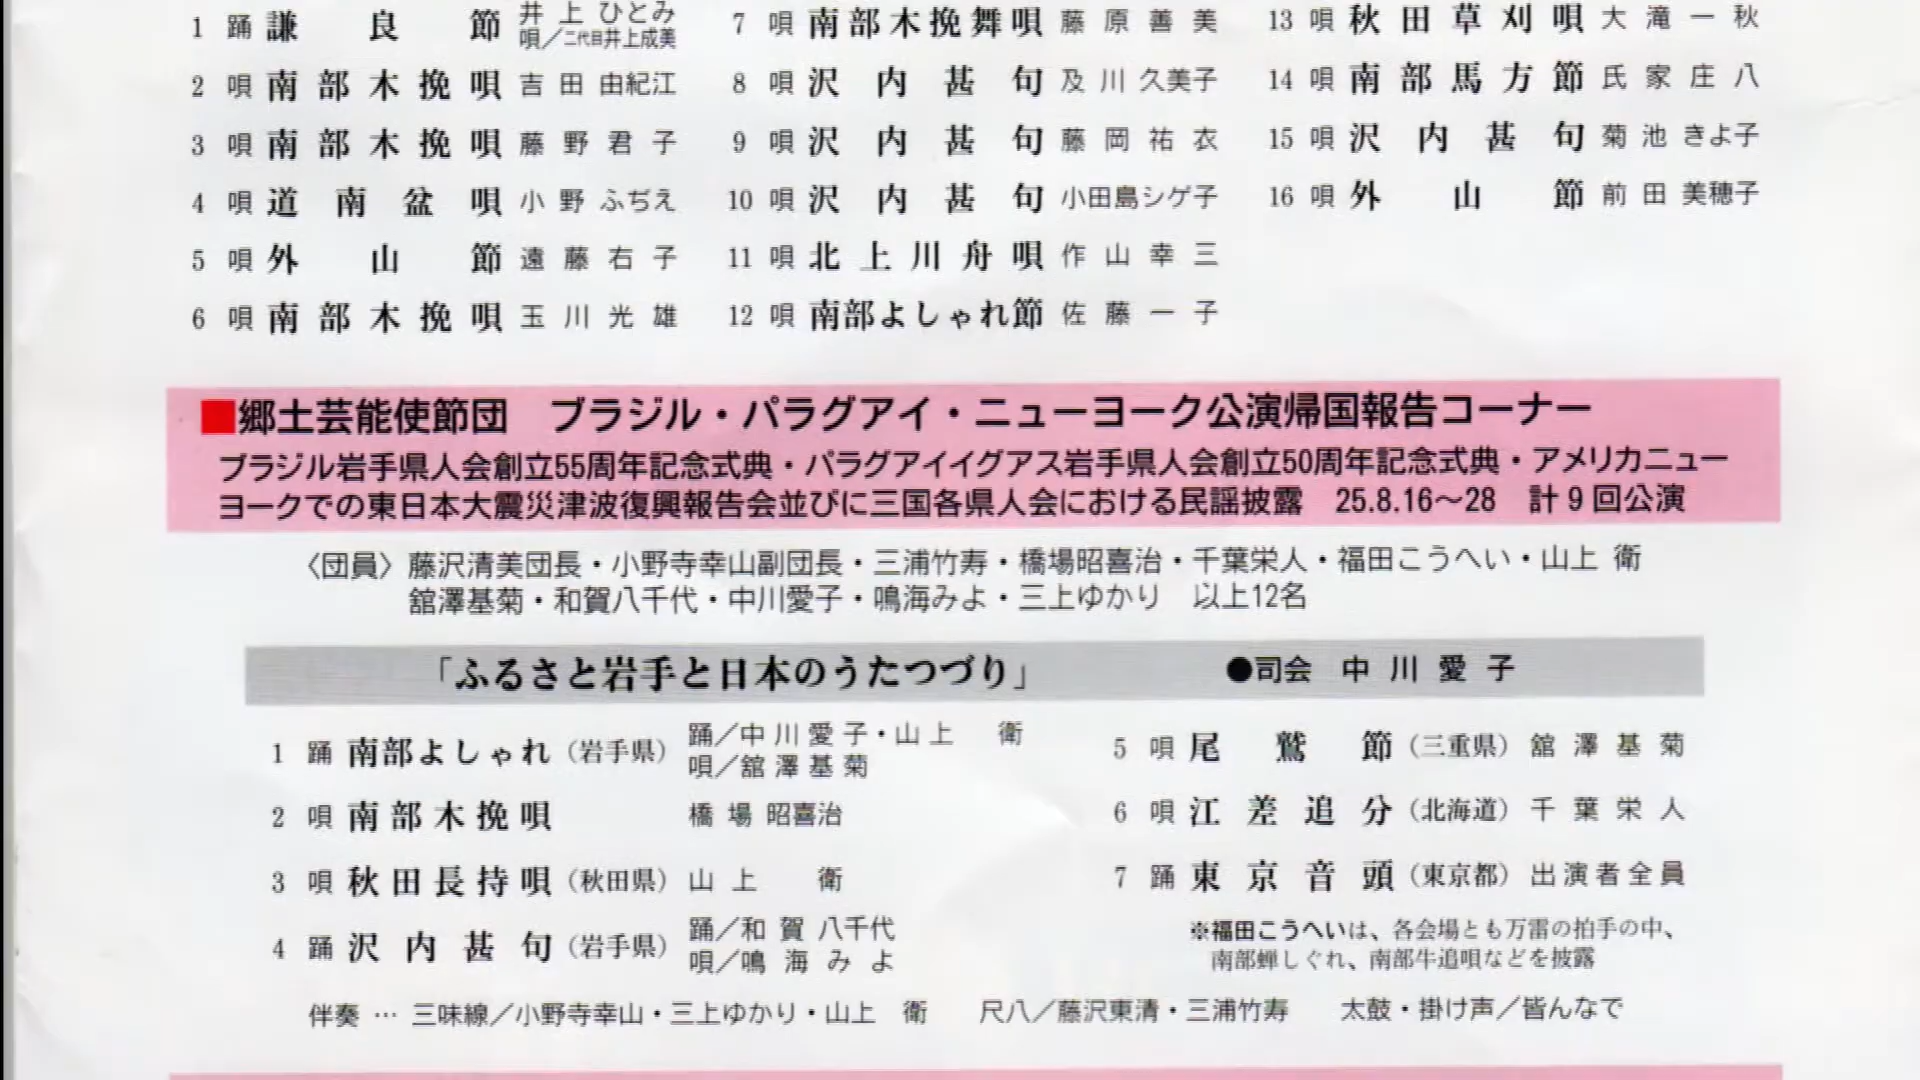 1 踊 謙良節 井上ひとみ
唄／二代目井上成美
2 唄 南部木挽唄 吉田由紀江
3 唄 南部木挽唄 藤野君子
4 唄 道南盆唄 小野ふぢえ
5 唄 外山節 遠藤右子
6 唄 南部木挽唄 玉川光雄
7 唄 南部木挽舞唄 藤原善美
8 唄 沢内甚句 及川久美子
9 唄 沢内甚句 藤岡祐衣
10 唄 沢内甚句 小田島シゲ子
11 唄 北上川舟唄 作山幸三
12 唄 南部よしゃれ節 佐藤一子
13 唄 秋田草刈唄 大滝一秋
14 唄 南部馬方節 氏家庄八
15 唄 沢内甚句 菊池きよ子
16 唄 外山節 前田美穂子
■郷土芸能使節団 ブラジル・パラグアイ・ニューヨーク公演帰国報告コーナー
ブラジル岩手県人会創立55周年記念式典・パラグアイイグアス岩手県人会創立50周年記念式典・アメリカニュー
ヨークでの東日本大震災津波復興報告会並びに三国各県人会における民謡披露 25.8.16〜28 計9回公演
〈団員〉藤沢清美団長・小野寺幸山副団長・三浦竹寿・橋場昭喜治・千葉栄人・福田こうへい・山上 衛
舘澤基菊・和賀八千代・中川愛子・鳴海みよ・三上ゆかり 以上12名
「ふるさと岩手と日本のうたつづり」 ●司会 中川愛子
1 踊 南部よしゃれ（岩手県） 踊／中川愛子・山上 衛
唄／舘澤基菊
2 唄 南部木挽唄 橋場昭喜治
3 唄 秋田長持唄（秋田県） 山上 衛
4 踊 沢内甚句（岩手県） 踊／和賀八千代
唄／鳴海みよ
5 唄 尾鷲節（三重県） 舘澤基菊
6 唄 江差追分（北海道） 千葉栄人
7 踊 東京音頭（東京都） 出演者全員
※福田こうへいは、各会場とも万雷の拍手の中、
南部蝉しぐれ、南部牛追唄などを披露
伴奏 … 三味線／小野寺幸山・三上ゆかり・山上 衛 尺八／藤沢東清・三浦竹寿 太鼓・掛け声／皆んなで